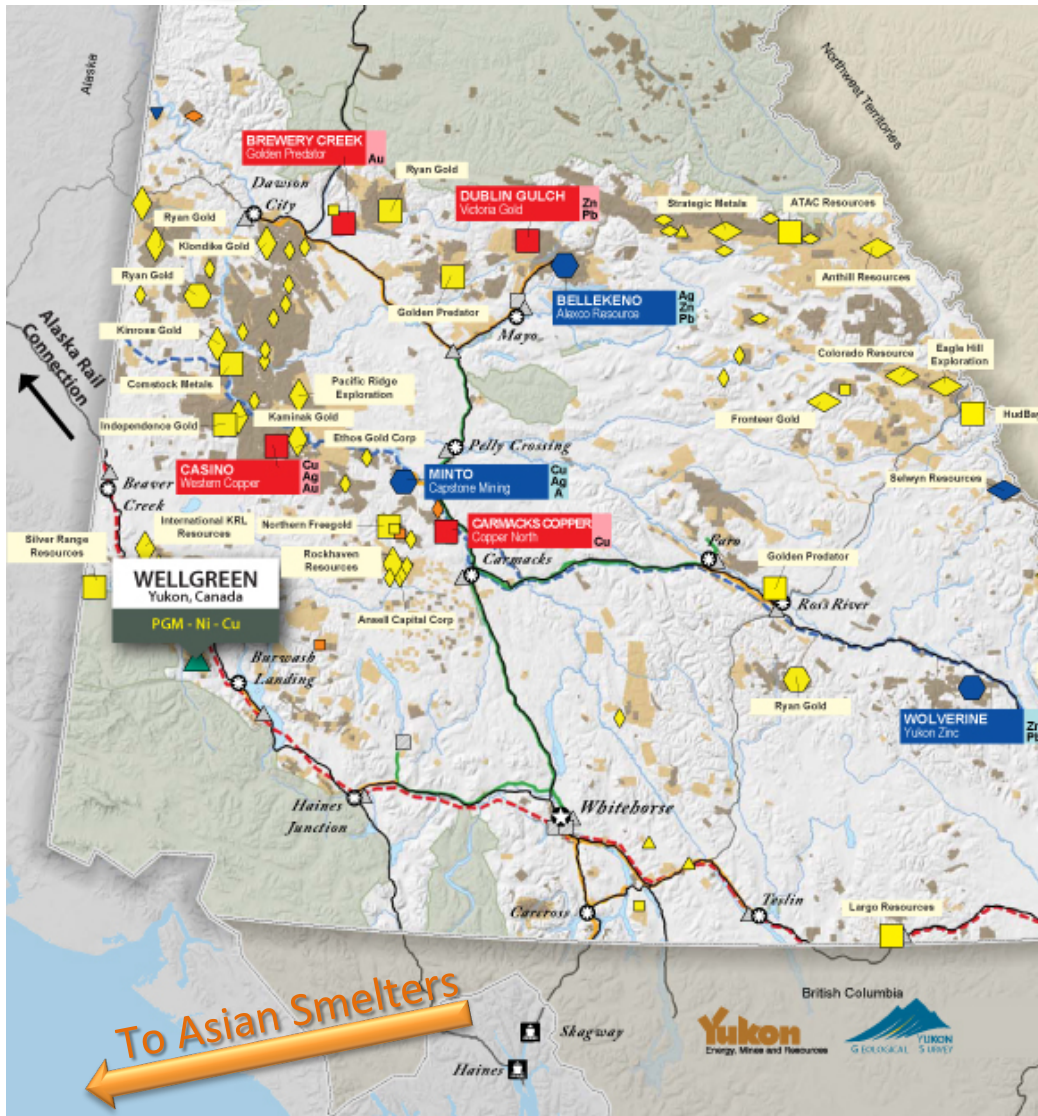 Alaska
Northwest Territories
BREWERY CREEK
Golden Predator
Au
Ryan Gold
Dawson
City
DUBLIN GULCH
Victoria Gold
Zn
Pb
Strategic Metals
ATAC Resources
Ryan Gold
Klondike Gold
Anthill Resources
Ryan Gold
BELLEKENO
Alexco Resource
Ag
Zn
Pb
Golden Predator
Mayo
Kinross Gold
Alaska Rail
Connection
Colorado Resource
Eagle Hill
Exploration
Comstock Metals
Pacific Ridge
Exploration
Kaminak Gold
Independence Gold
Fronteer Gold
HudBay
Ethos Gold Corp
Pelly Crossing
CASINO
Western Copper
Cu
Ag
Au
MINTO
Capstone Mining
Cu
Ag
A
Selwyn Resources
Beaver
Creek
International KRL
Resources
Northern Freegold
CARMACKS COPPER
Copper North
Cu
Silver Range
Resources
Rockhaven
Resources
Carmacks
Faro
Golden Predator
WELLGREEN
Yukon, Canada
PGM - Ni - Cu
Ross River
Ansell Capital Corp
Burwash
Landing
Ryan Gold
WOLVERINE
Yukon Zinc
Zn
Pb
Haines
Junction
Whitehorse
Carcross
Teslin
Largo Resources
To Asian Smelters
British Columbia
Skagway
Haines
Yukon
Energy, Mines and Resources
YUKON
GEOLOGICAL SURVEY